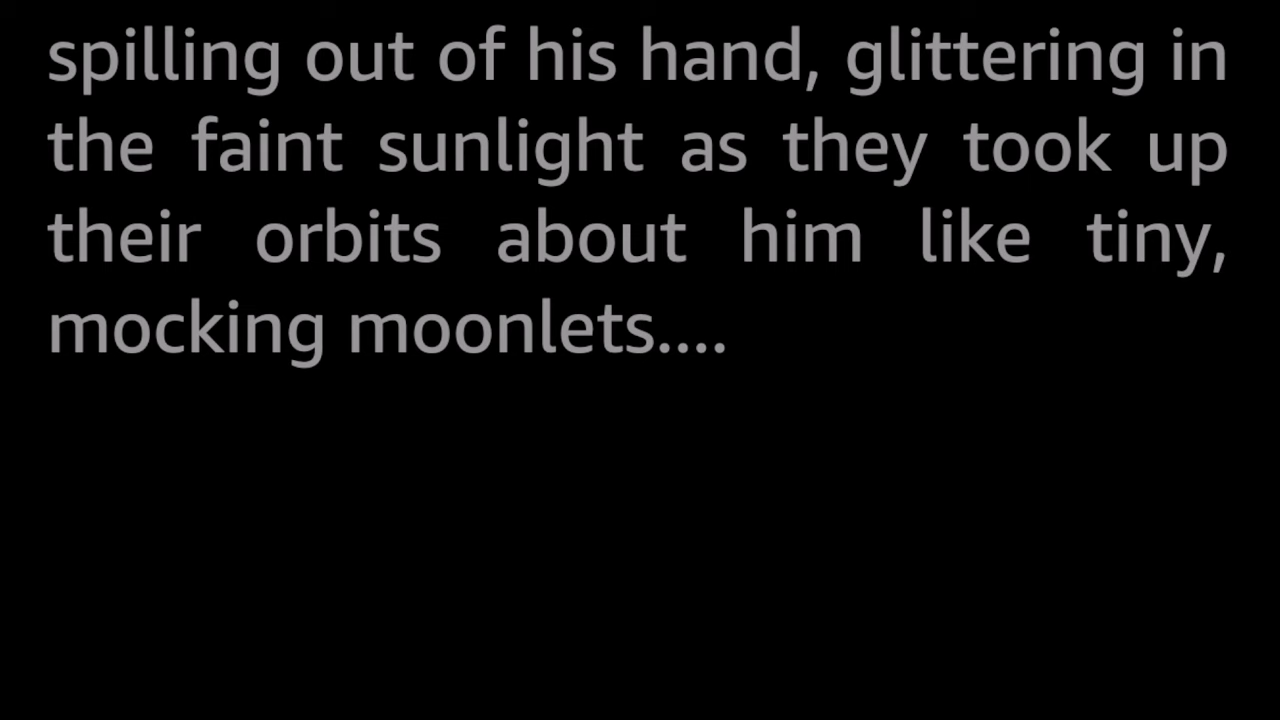 spilling out of his hand, glittering in
the faint sunlight as they took up
their orbits about him like tiny,
mocking moonlets....